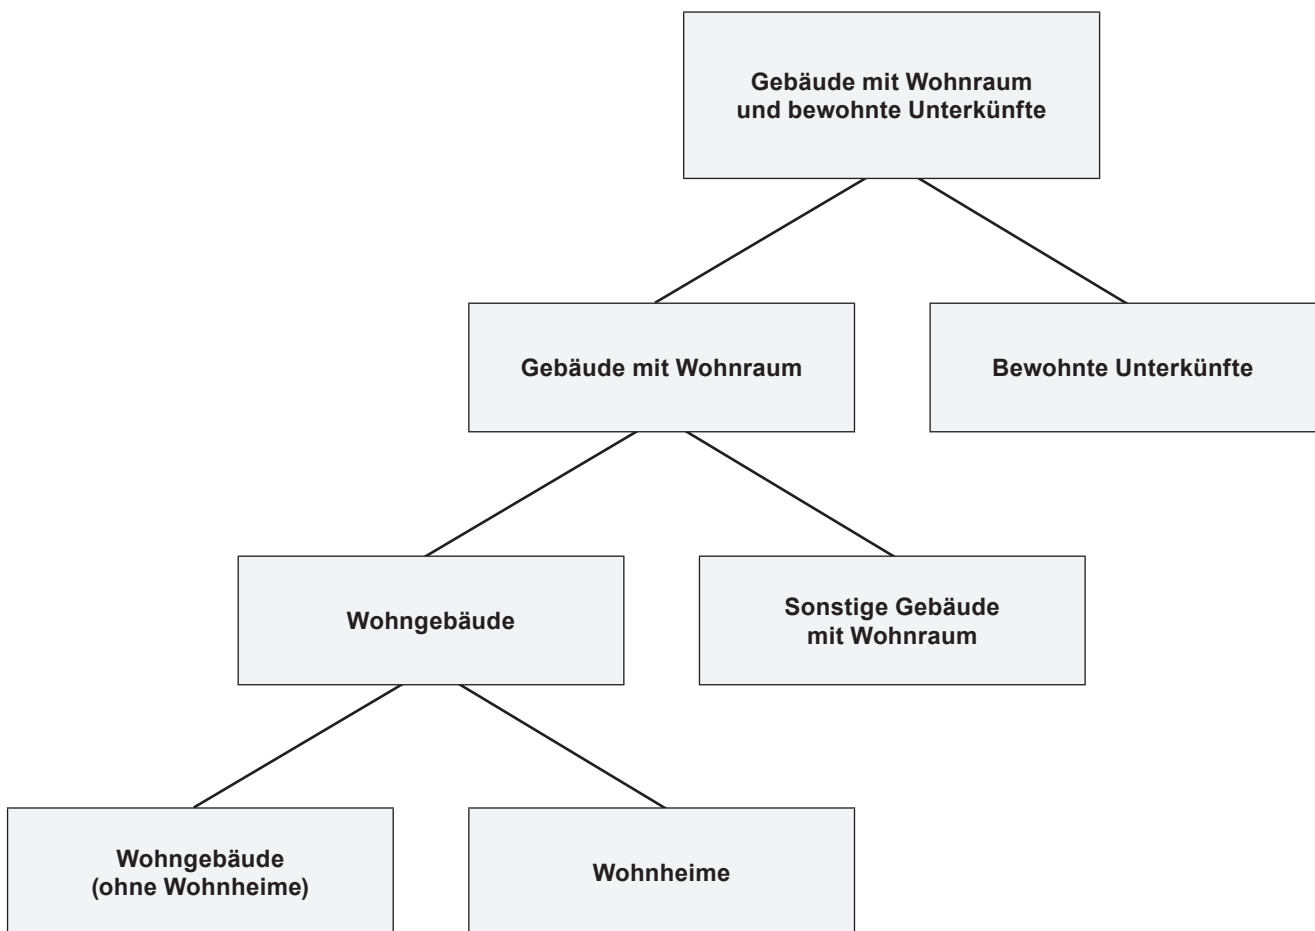 Gebäude mit Wohnraum
und bewohnte Unterkünfte
Gebäude mit Wohnraum
Bewohnte Unterkünfte
Wohngebäude
Sonstige Gebäude
mit Wohnraum
Wohngebäude
(ohne Wohnheime)
Wohnheime